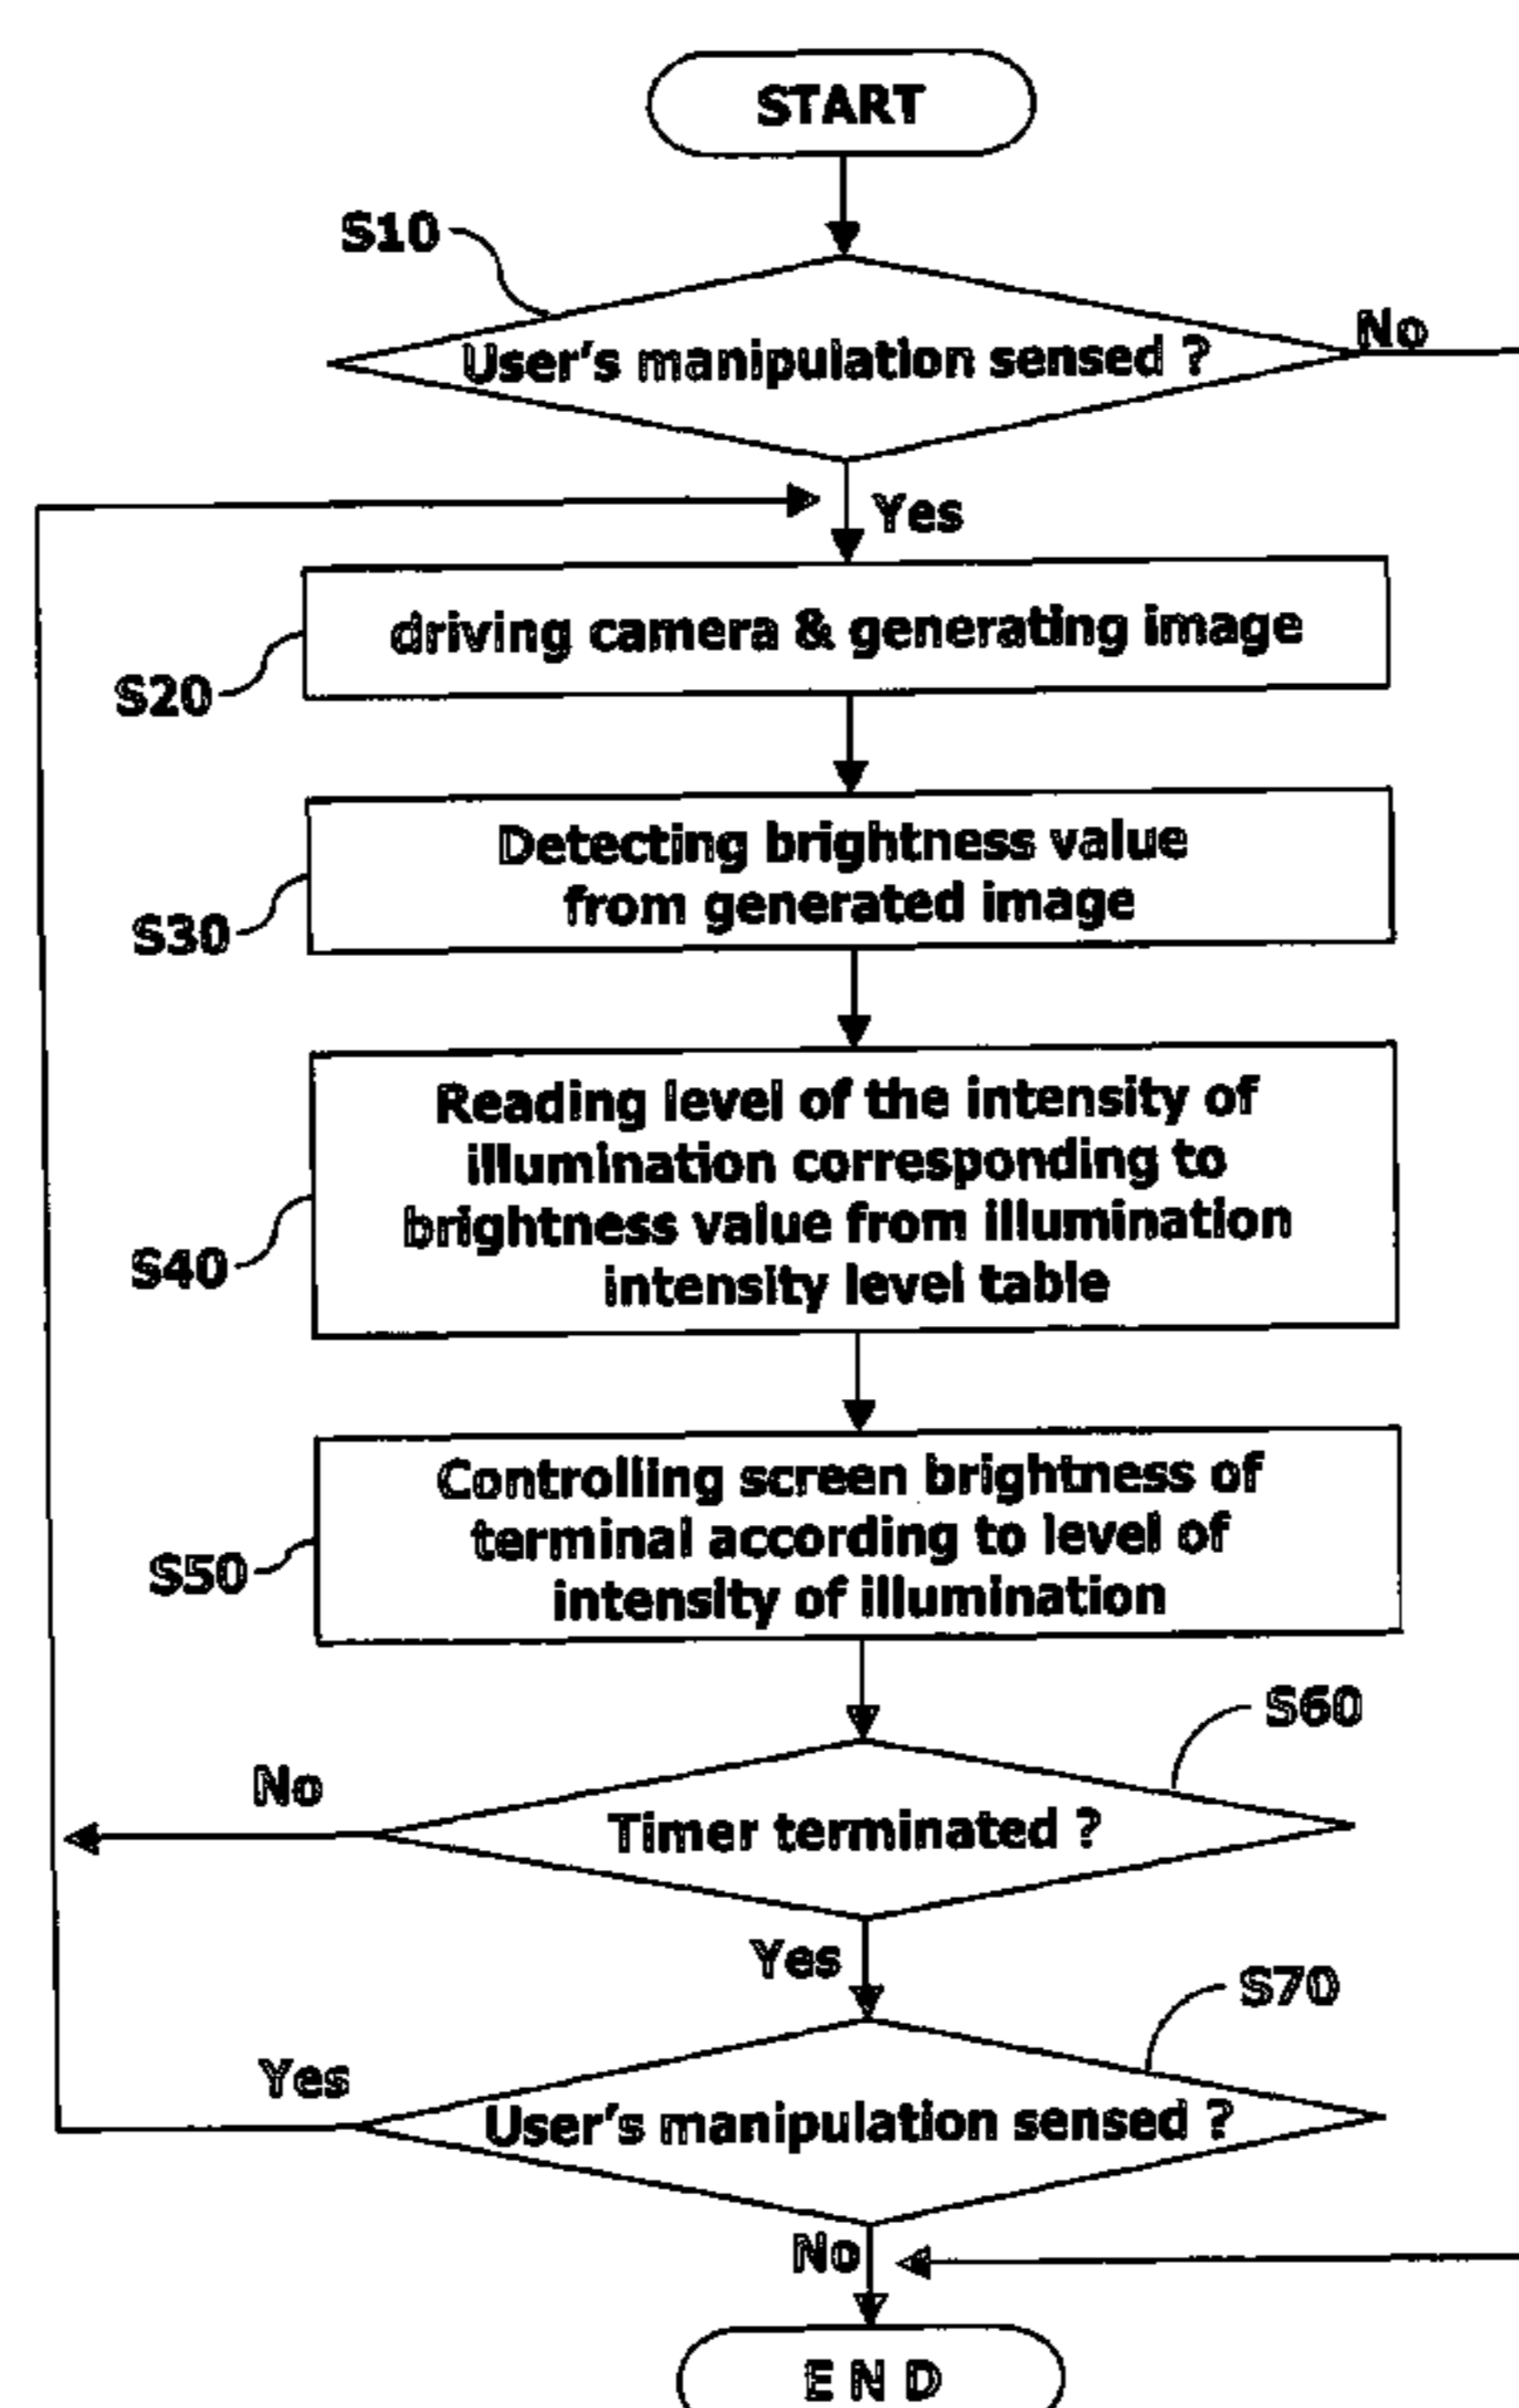 START
S10
User's manipulation sensed ?
No
Yes
driving camera & generating image
S20
Detecting brightness value
from generated image
S30
Reading level of the intensity of
illumination corresponding to
brightness value from illumination
intensity level table
S40
Controlling screen brightness of
terminal according to level of
intensity of illumination
S50
S60
No
Timer terminated ?
Yes
S70
Yes
User's manipulation sensed ?
No
E N D